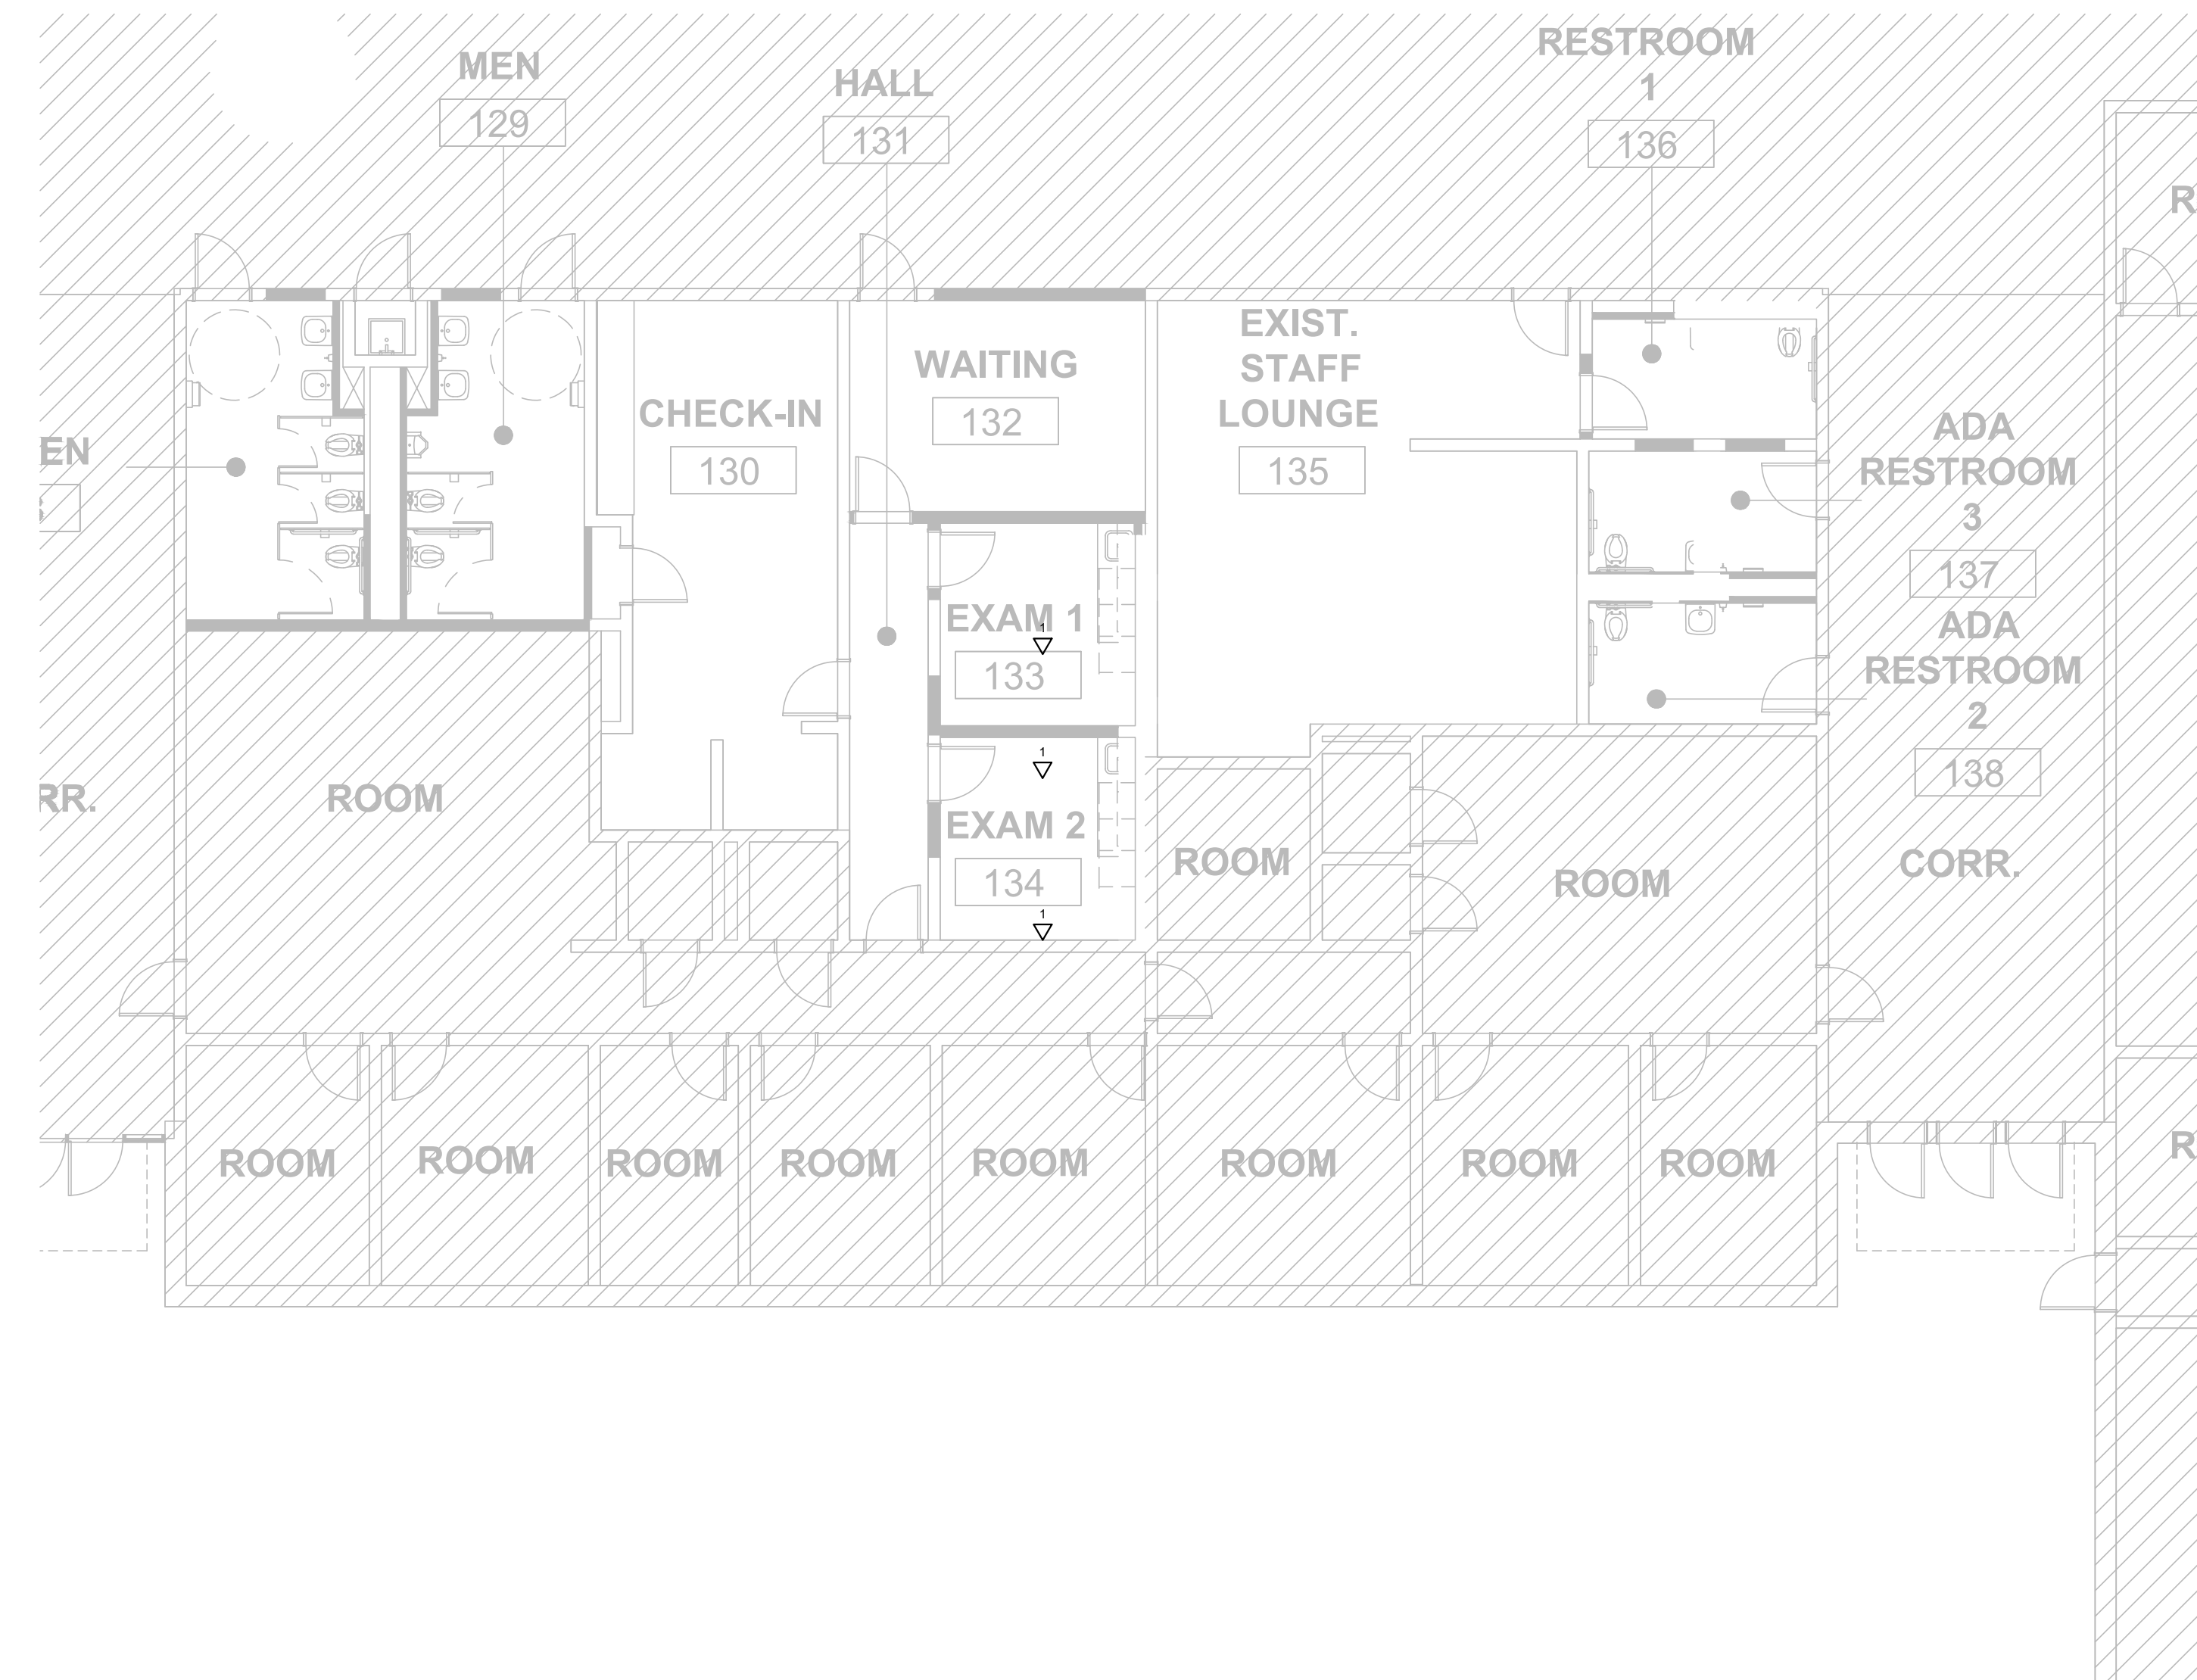 RESTROOM
1
136
MEN
129
HALL
131
EXIST.
STAFF
LOUNGE
135
WAITING
132
CHECK-IN
130
EN
ADA
RESTROOM
3
137
ADA
RESTROOM
2
138
EXAM 1
1
133
1
EXAM 2
134
1
RR.
ROOM
ROOM
ROOM
CORR.
ROOM
ROOM
ROOM
ROOM
ROOM
ROOM
ROOM
ROOM
R
R